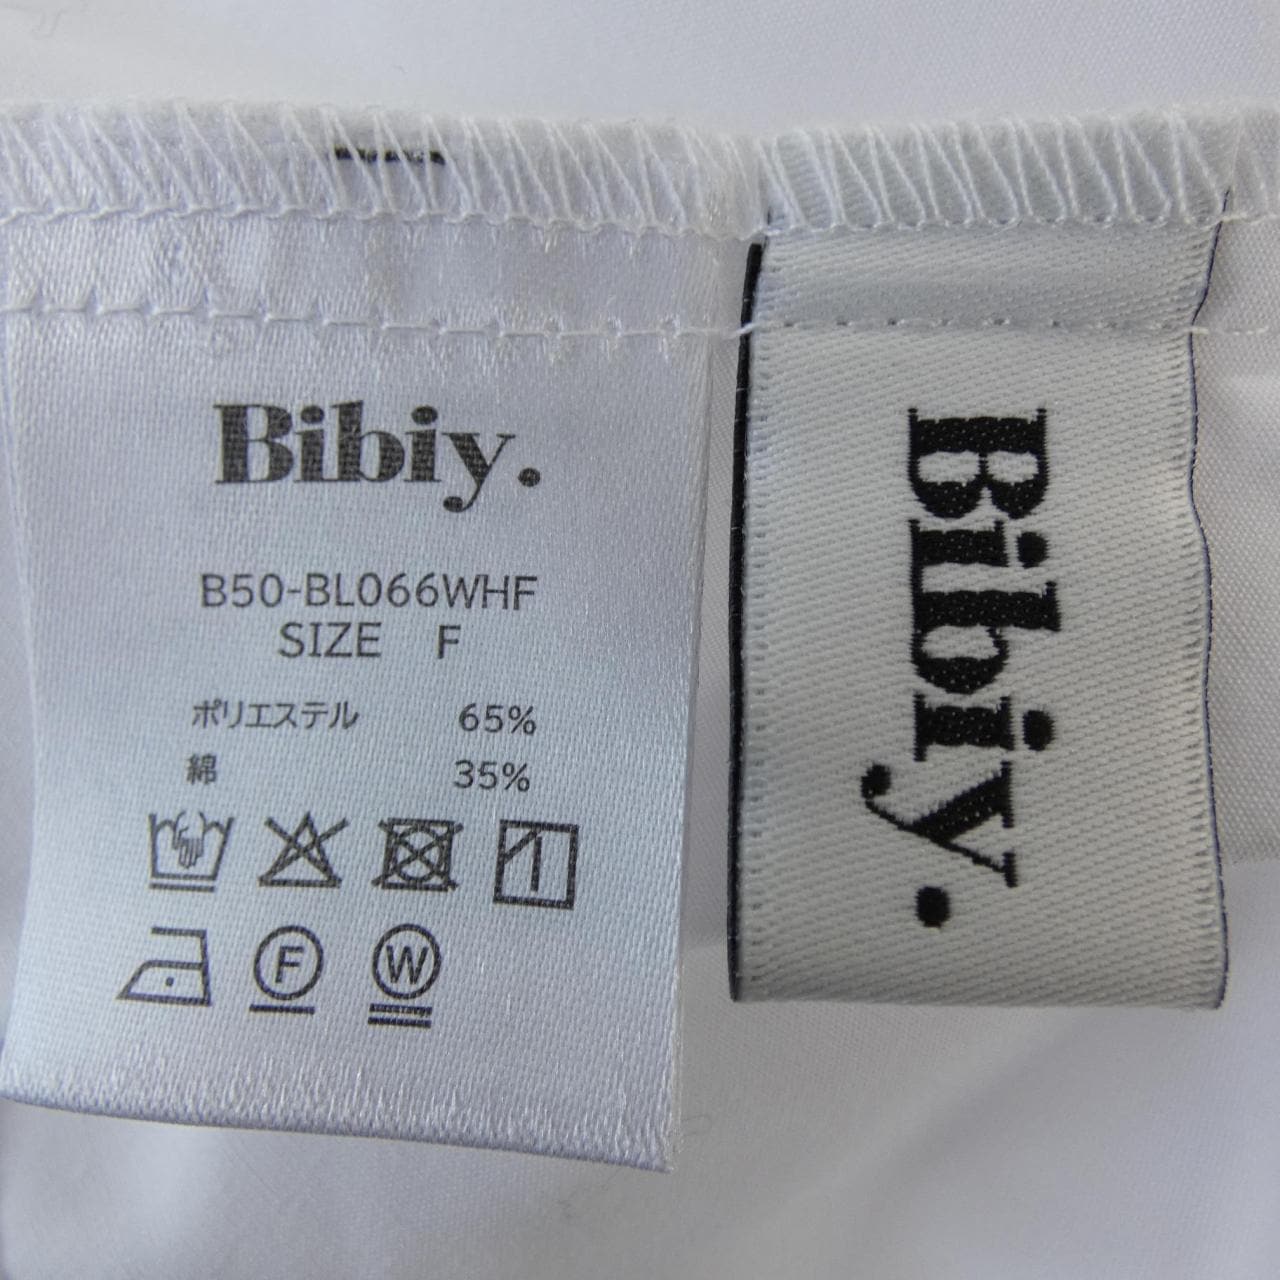 Bibiy.
B50-BL066WHF
SIZE F
ポリエステル 65%
綿 35%
F
W
Bibiy.